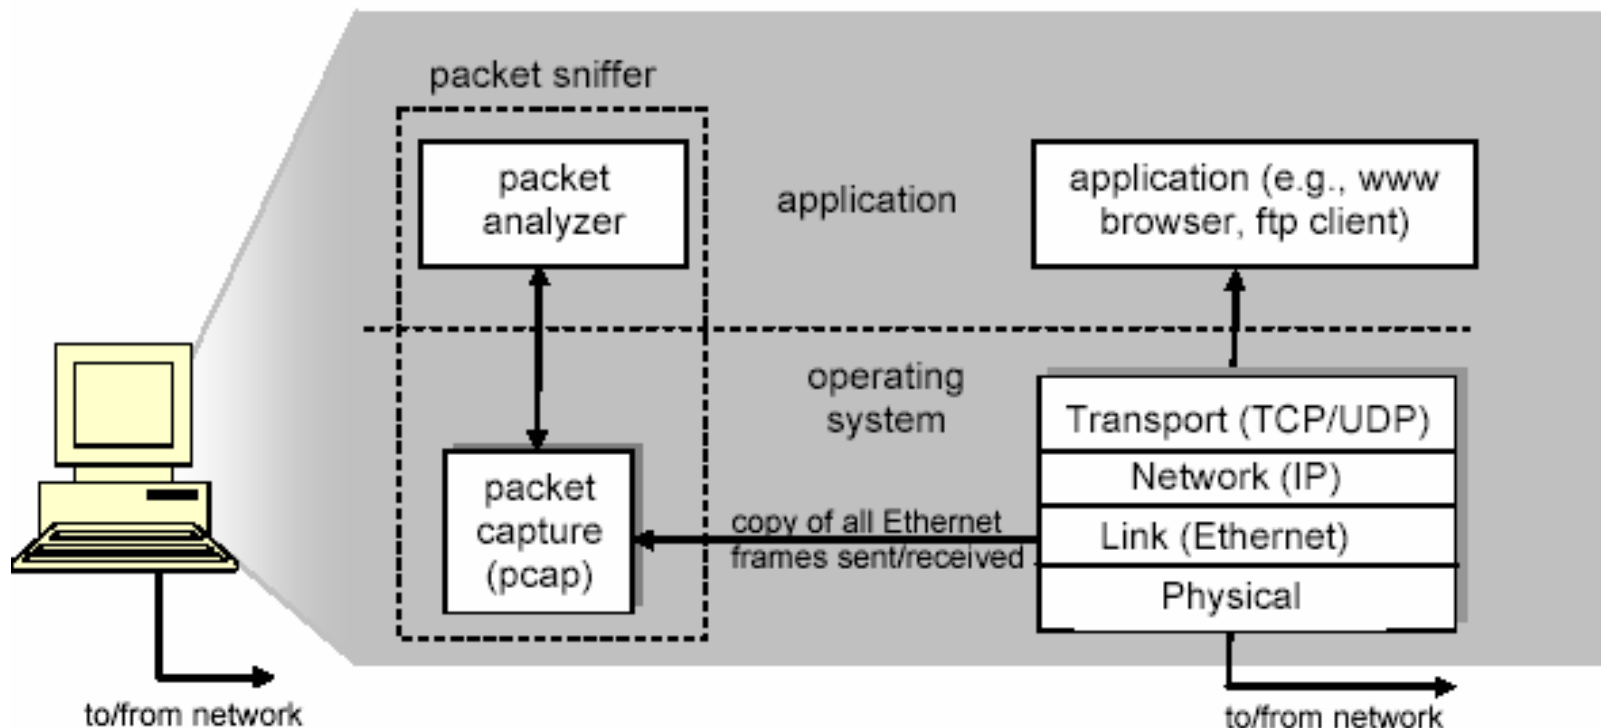 packet sniffer
packet
analyzer
application
application (e.g., www
browser, ftp client)
operating
system
packet
capture
(pcap)
copy of all Ethernet
frames sent/received
Transport (TCP/UDP)
Network (IP)
Link (Ethernet)
Physical
to/from network
to/from network